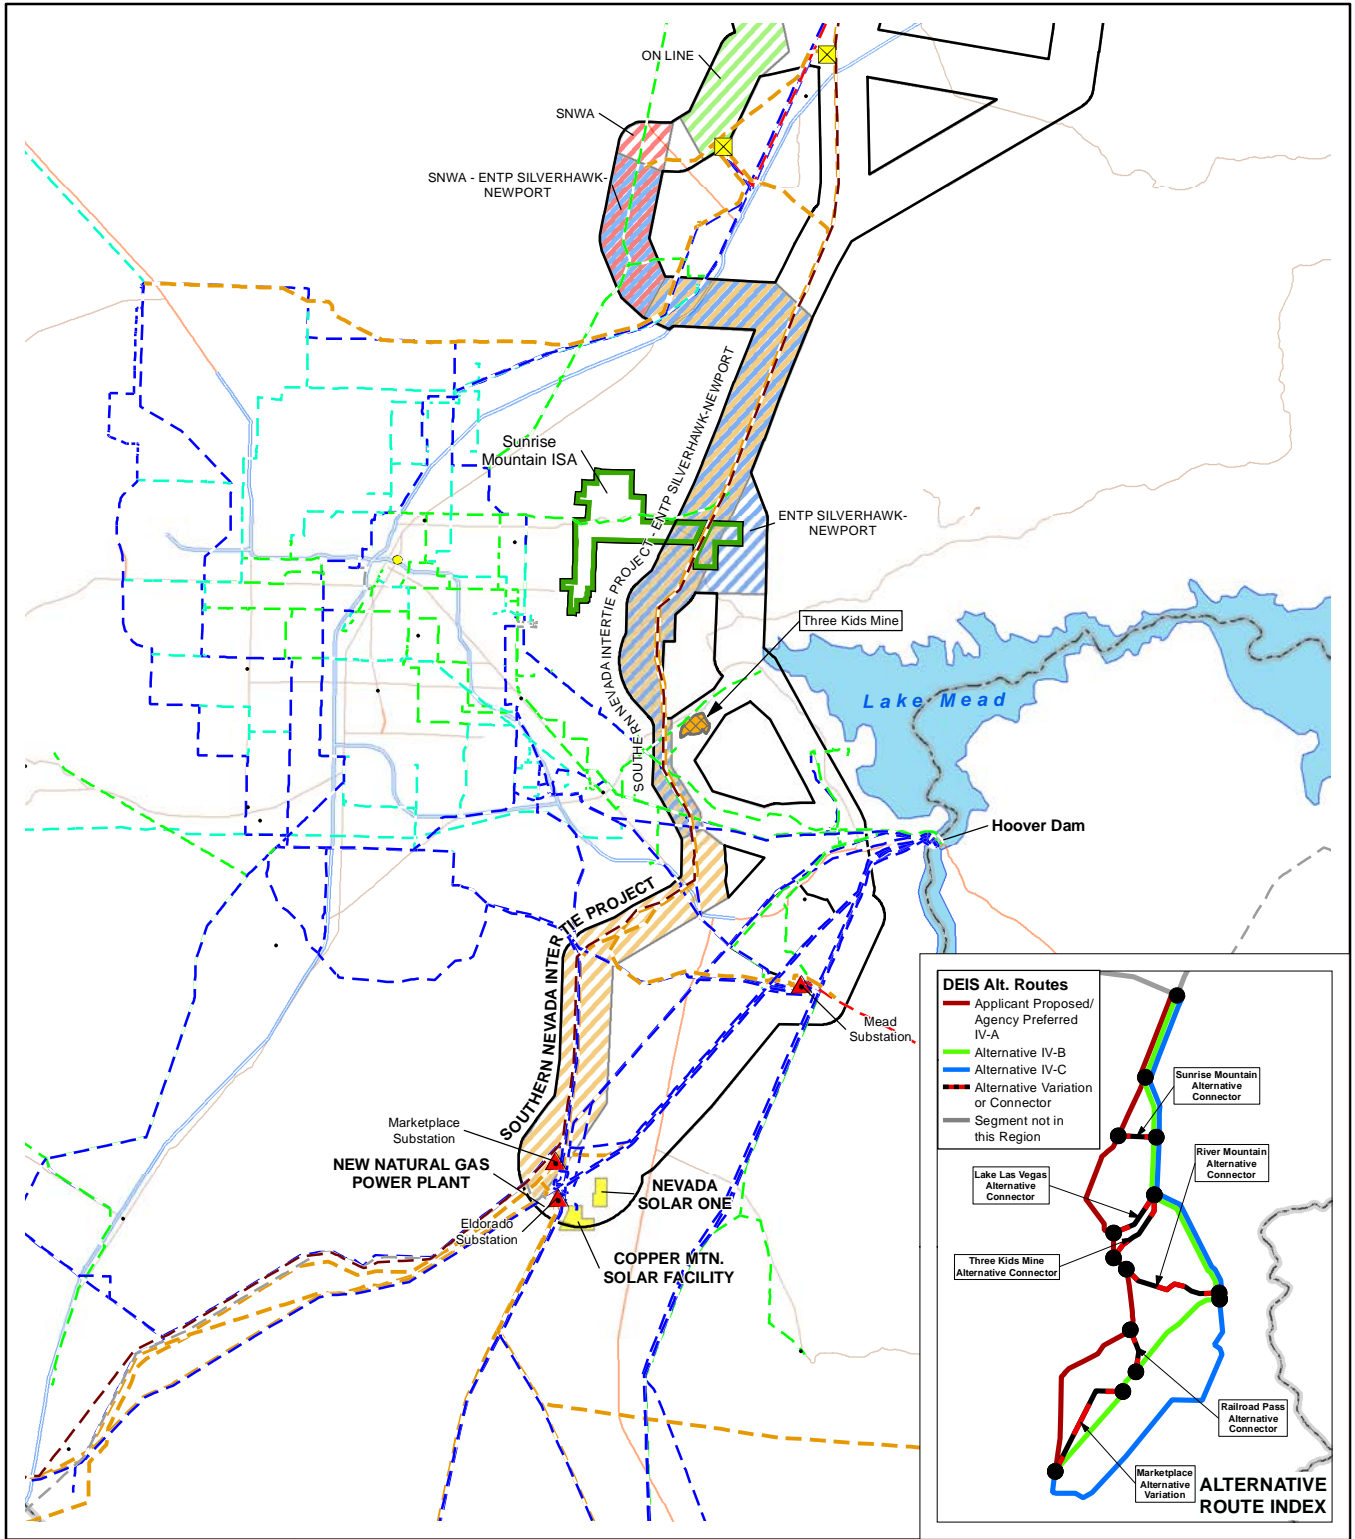 ON LINE
SNWA
SNWA - ENTP SILVERHAWK-
NEWPORT
SOUTHERN NEVADA INTERTIE PROJECT - ENTP SILVERHAWK-NEWPORT
Sunrise
Mountain ISA
ENTP SILVERHAWK-
NEWPORT
Three Kids Mine
Lake Mead
Hoover Dam
SOUTHERN NEVADA INTERTIE PROJECT
Mead
Substation
Marketplace
Substation
NEW NATURAL GAS
POWER PLANT
NEVADA
SOLAR ONE
Eldorado
Substation
COPPER MTN.
SOLAR FACILITY
DEIS Alt. Routes
Applicant Proposed/
Agency Preferred
IV-A
Alternative IV-B
Alternative IV-C
Alternative Variation
or Connector
Segment not in
this Region
Sunrise Mountain
Alternative
Connector
River Mountain
Alternative
Connector
Lake Las Vegas
Alternative
Connector
Three Kids Mine
Alternative Connector
Railroad Pass
Alternative
Connector
Marketplace
Alternative
Variation
ALTERNATIVE
ROUTE INDEX